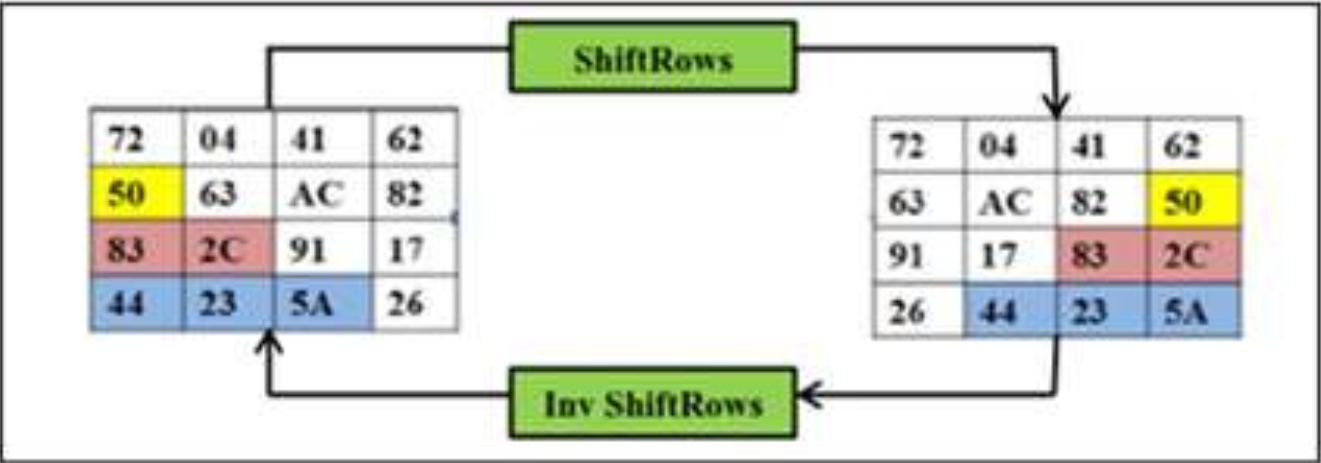 ShiftRows
72 04 41 62
50 63 AC 82
83 2C 91 17
44 23 5A 26
72 04 41 62
63 AC 82 50
91 17 83 2C
26 44 23 5A
Inv ShiftRows